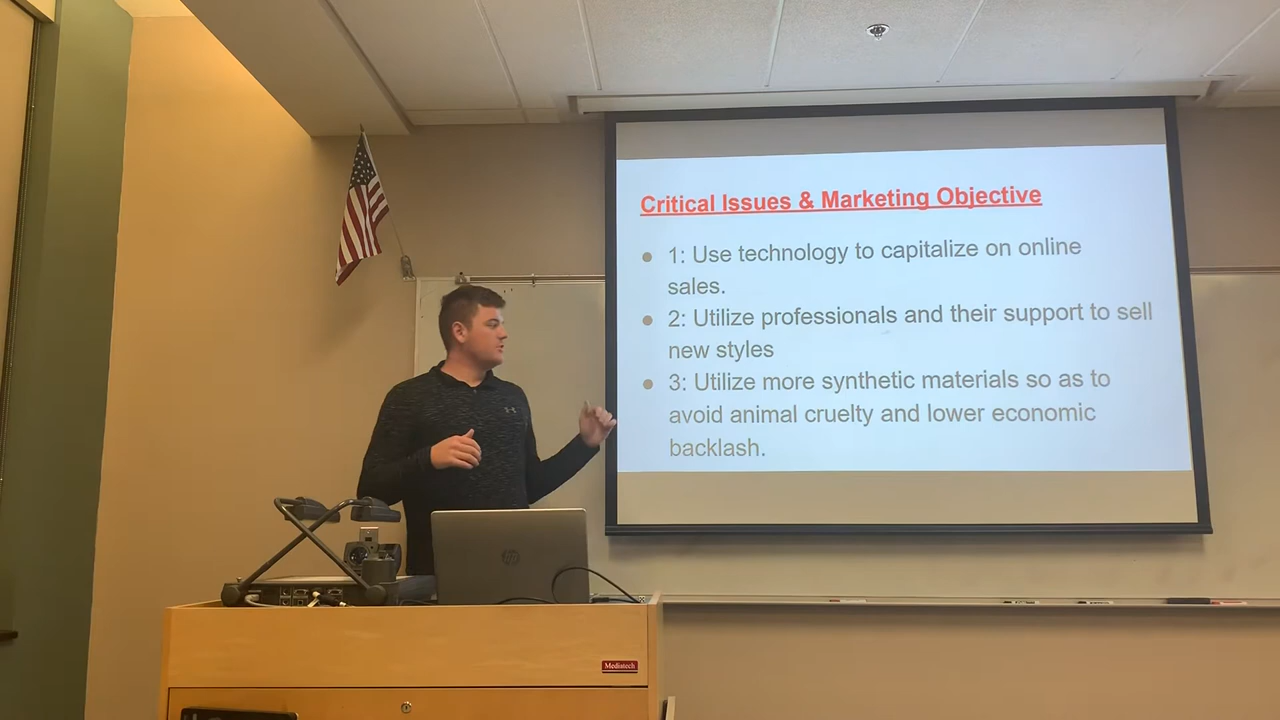 Critical Issues & Marketing Objective
1: Use technology to capitalize on online
sales.
2: Utilize professionals and their support to sell
new styles
3: Utilize more synthetic materials so as to
avoid animal cruelty and lower economic
backlash.
hp
Mediatech